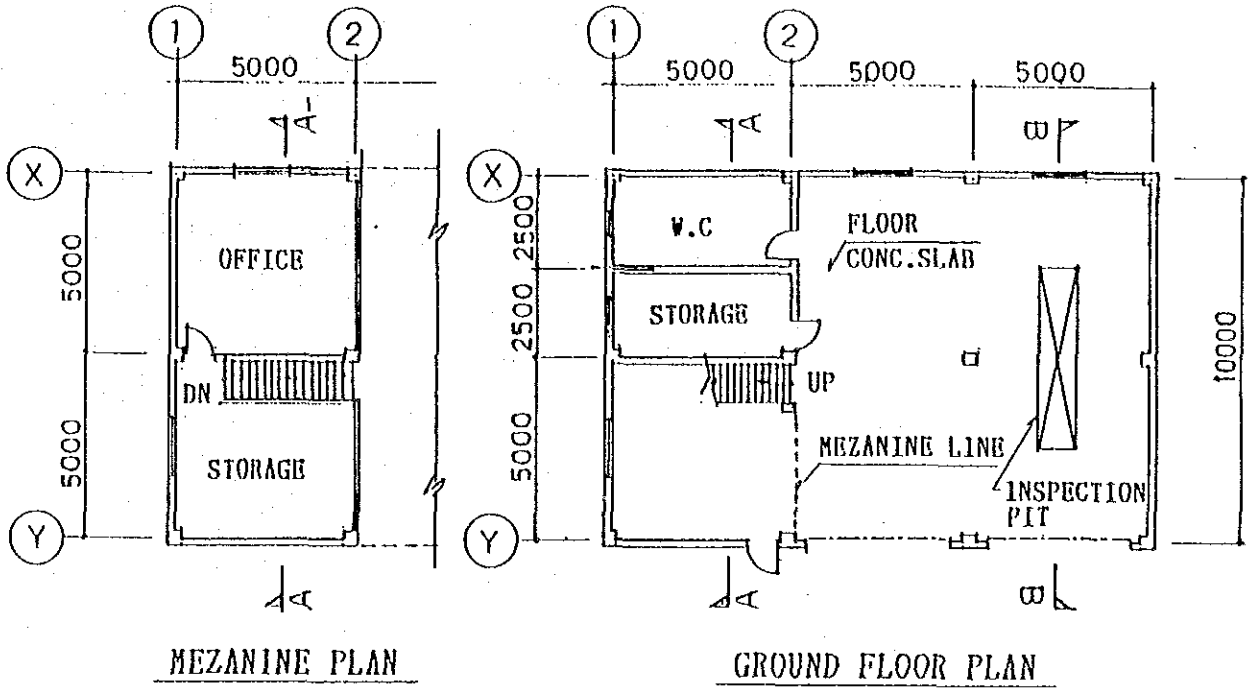 1
2
5000
A
X
OFFICE
5000
DN
STORAGE
5000
Y
A
MEZANINE PLAN
1
2
5000
5000
5000
A
B
X
2500
W.C
FLOOR
CONC.SLAB
2500
STORAGE
10000
UP
5000
MEZANINE LINE
INSPECTION
PIT
Y
A
B
GROUND FLOOR PLAN